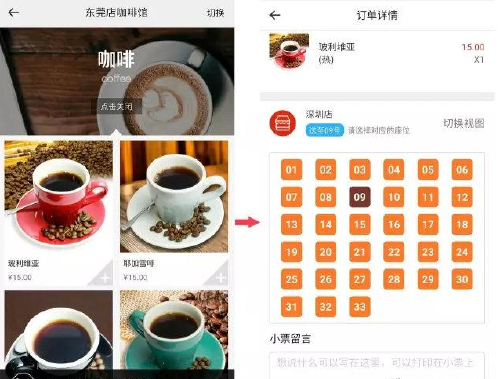 东莞店咖啡馆
切换
咖啡
coffee
点击关闭
玻利维亚
¥15.00
耶加雪啡
¥15.00
订单详情
玻利维亚
(热)
15.00
X1
深圳店
送至09号
请选择对应的座位
切换视图
01 02 03 04 05 06
07 08 09 10 11 12
13 14 15 16 17 18
19 20 21 22 23 24
25 26 27 28 29 30
31 32 33
小票留言
想说什么可以写在这里，可以打印在小票上